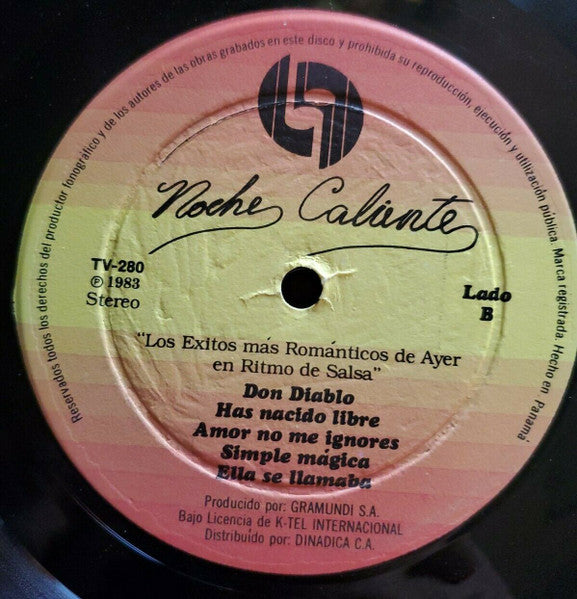 Reservados todos los derechos del productor fonográfico y de los autores de las obras grabados en este disco y prohibida su reproducción, ejecución y utilización pública. Marca registrada. Hecho en Panamá
Noche Caliente
TV-280
℗ 1983
Stereo
Lado
B
"Los Exitos más Románticos de Ayer
en Ritmo de Salsa"
Don Diablo
Has nacido libre
Amor no me ignores
Simple mágica
Ella se llamaba
Producido por: GRAMUNDI S.A.
Bajo Licencia de K-TEL INTERNACIONAL
Distribuído por: DINADICA C.A.